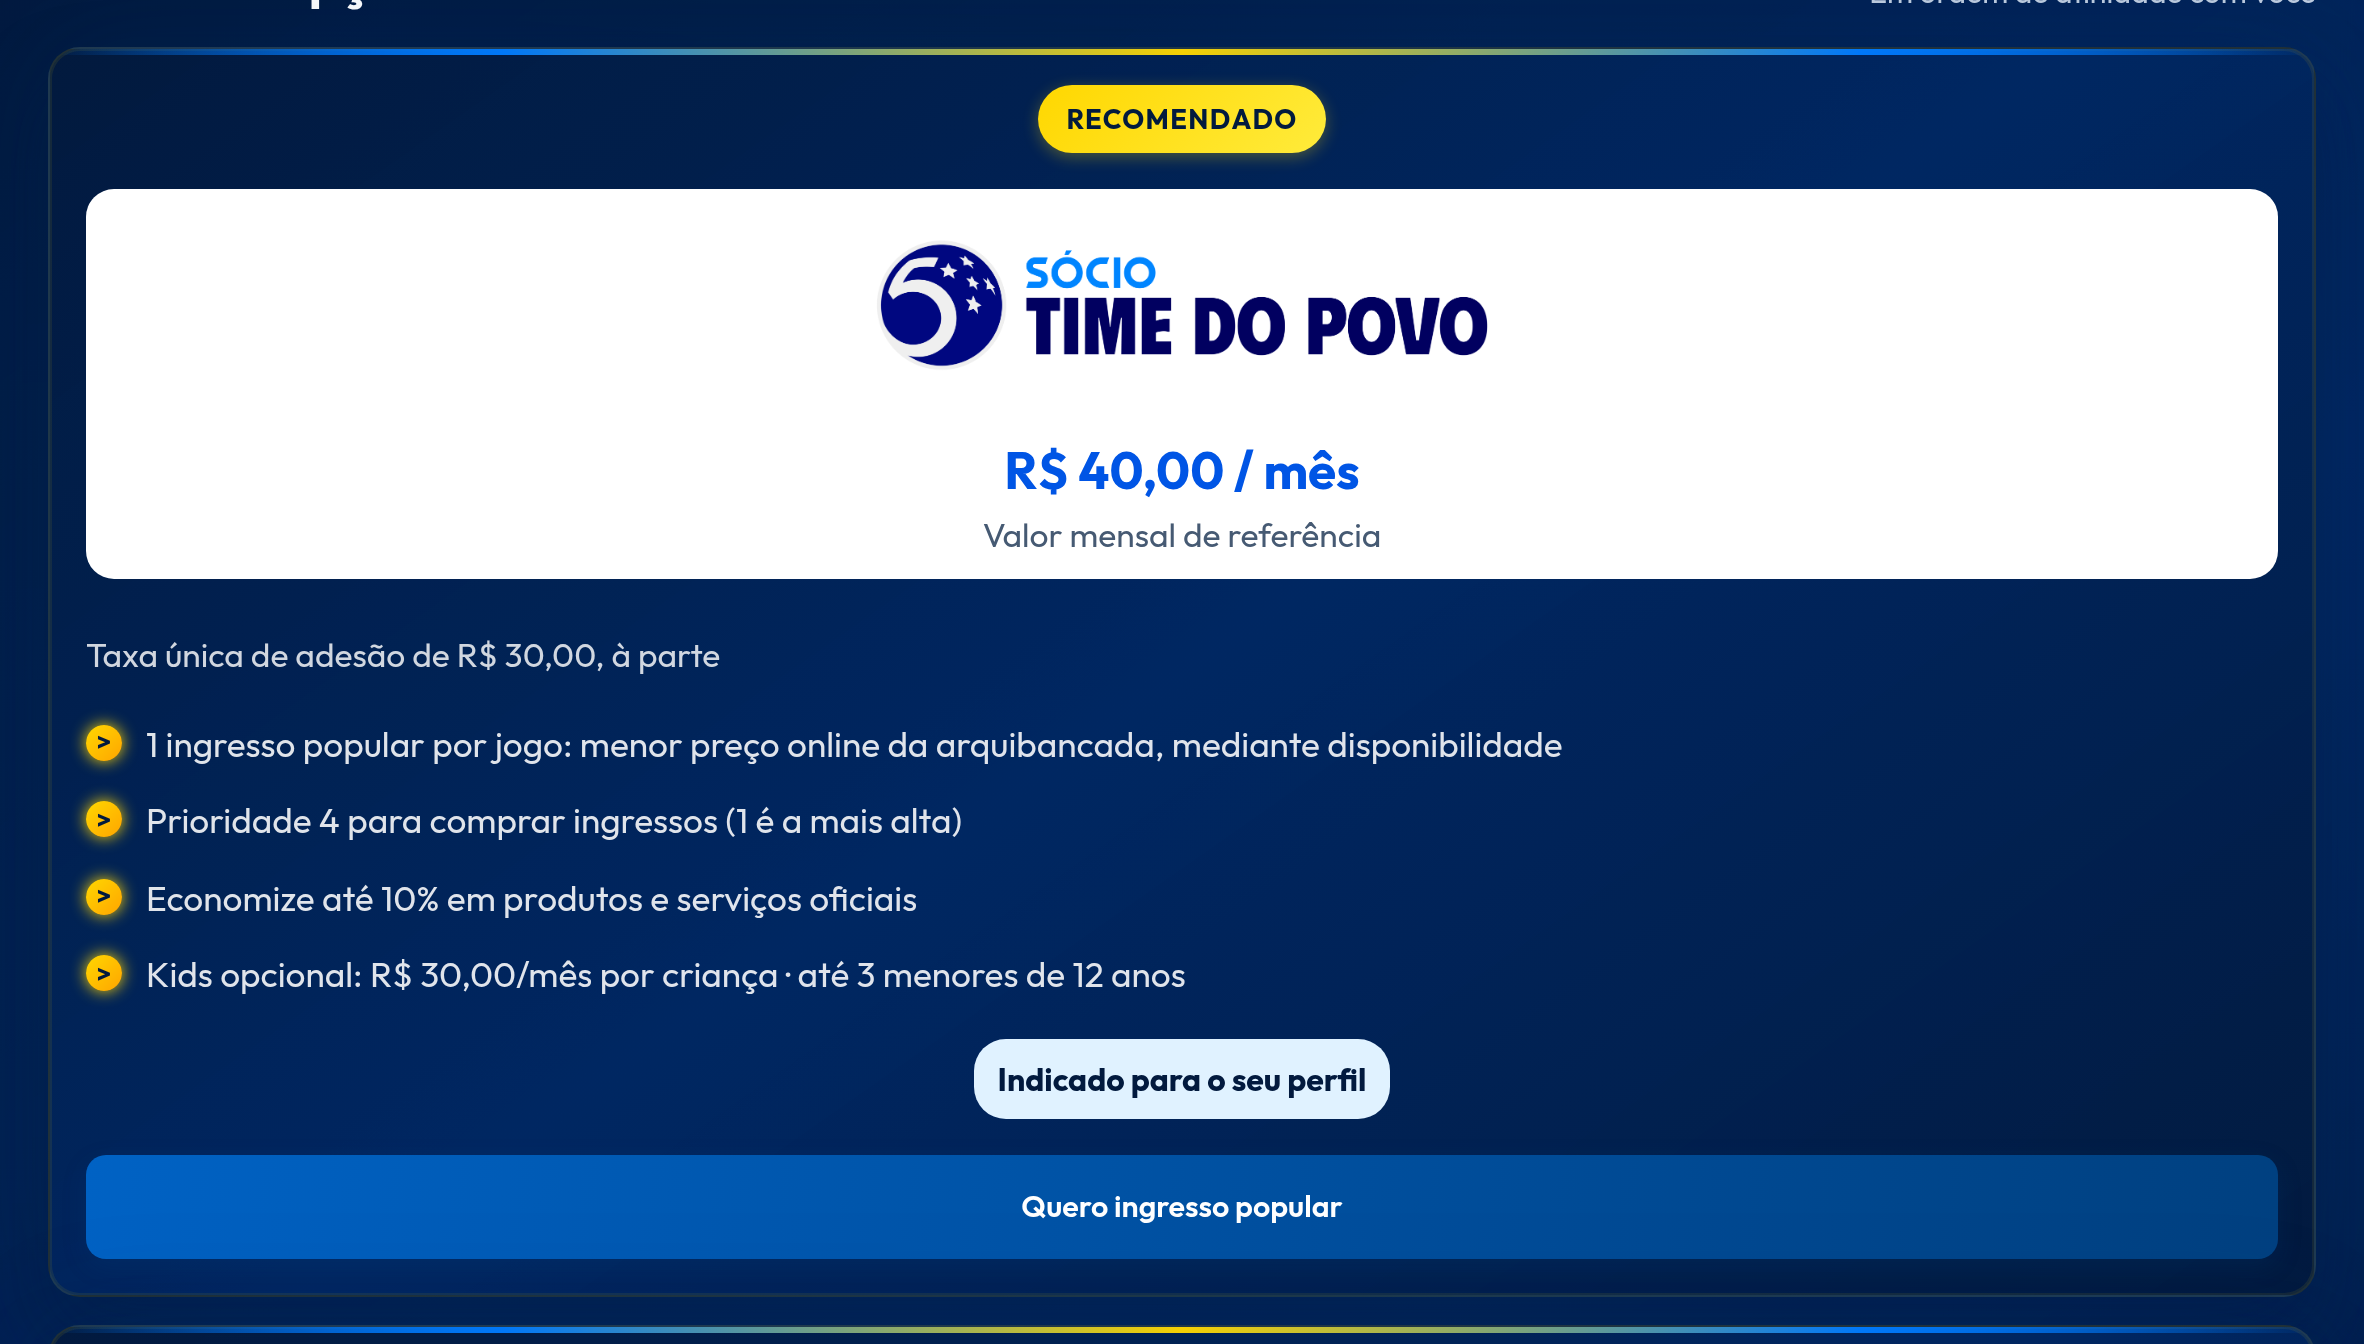 RECOMENDADO
SÓCIO
TIME DO POVO
R$ 40,00 / mês
Valor mensal de referência
Taxa única de adesão de R$ 30,00, à parte
> 1 ingresso popular por jogo: menor preço online da arquibancada, mediante disponibilidade
> Prioridade 4 para comprar ingressos (1 é a mais alta)
> Economize até 10% em produtos e serviços oficiais
> Kids opcional: R$ 30,00/mês por criança · até 3 menores de 12 anos
Indicado para o seu perfil
Quero ingresso popular